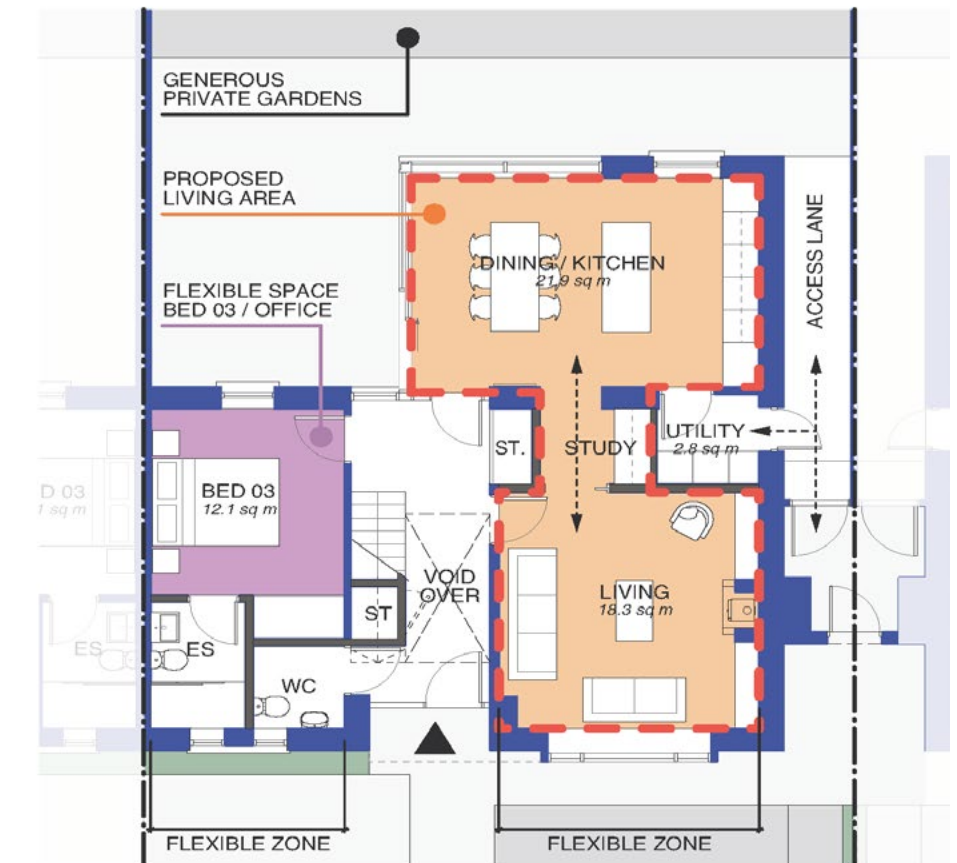 GENEROUS
PRIVATE GARDENS
PROPOSED
LIVING AREA
ACCESS LANE
DINING / KITCHEN
21.9 sq m
FLEXIBLE SPACE
BED 03 / OFFICE
ST.
STUDY
UTILITY
2.8 sq m
D 03
1 sq m
BED 03
12.1 sq m
VOID
OVER
LIVING
18.3 sq m
ST
ES
ES
WC
FLEXIBLE ZONE
FLEXIBLE ZONE